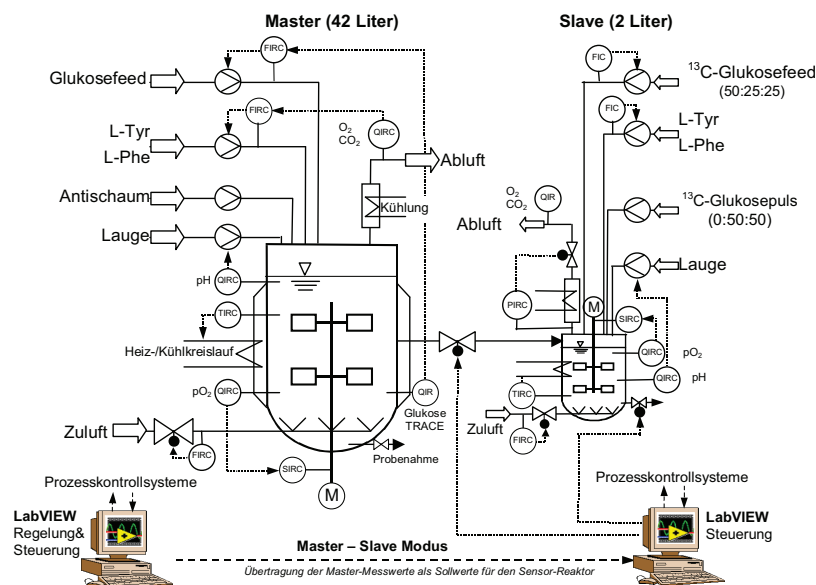 Master (42 Liter)
Slave (2 Liter)
FIRC
Glukosefeed
FIRC
L-Tyr
L-Phe
O₂
CO₂
QIRC
Abluft
Antischaum
Kühlung
Lauge
pH
QIRC
TIRC
Heiz-/Kühlkreislauf
pO₂
QIRC
QIR
Glukose
TRACE
Zuluft
FIRC
SIRC
M
Probenahme
FIC
¹³C-Glukosefeed
(50:25:25)
FIC
L-Tyr
L-Phe
O₂
CO₂
QIR
Abluft
¹³C-Glukosepuls
(0:50:50)
Lauge
PIRC
M
SIRC
QIRC
pO₂
QIRC
pH
TIRC
Zuluft
FIRC
Prozesskontrollsysteme
LabVIEW
Regelung&
Steuerung
Prozesskontrollsysteme
LabVIEW
Steuerung
Master – Slave Modus
Übertragung der Master-Messwerte als Sollwerte für den Sensor-Reaktor